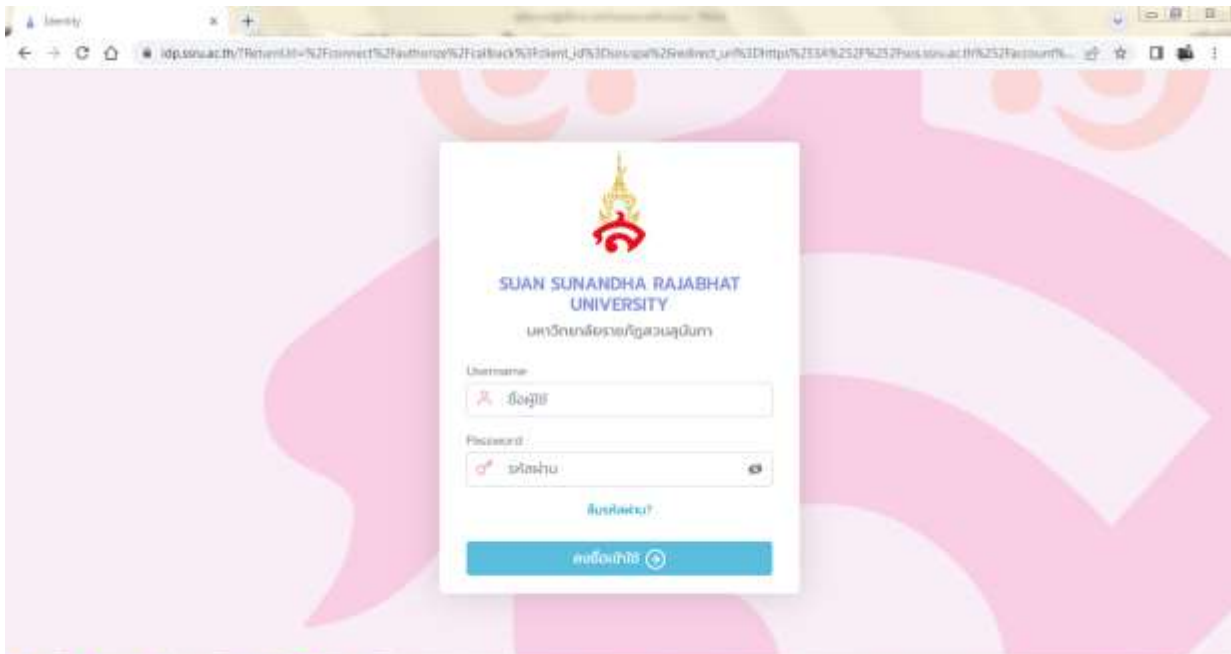 Identity
SUAN SUNANDHA RAJABHAT
UNIVERSITY
มหาวิทยาลัยราชภัฏสวนสุนันทา
Username
ชื่อผู้ใช้
Password
รหัสผ่าน
ลืมรหัสผ่าน?
ลงชื่อเข้าใช้